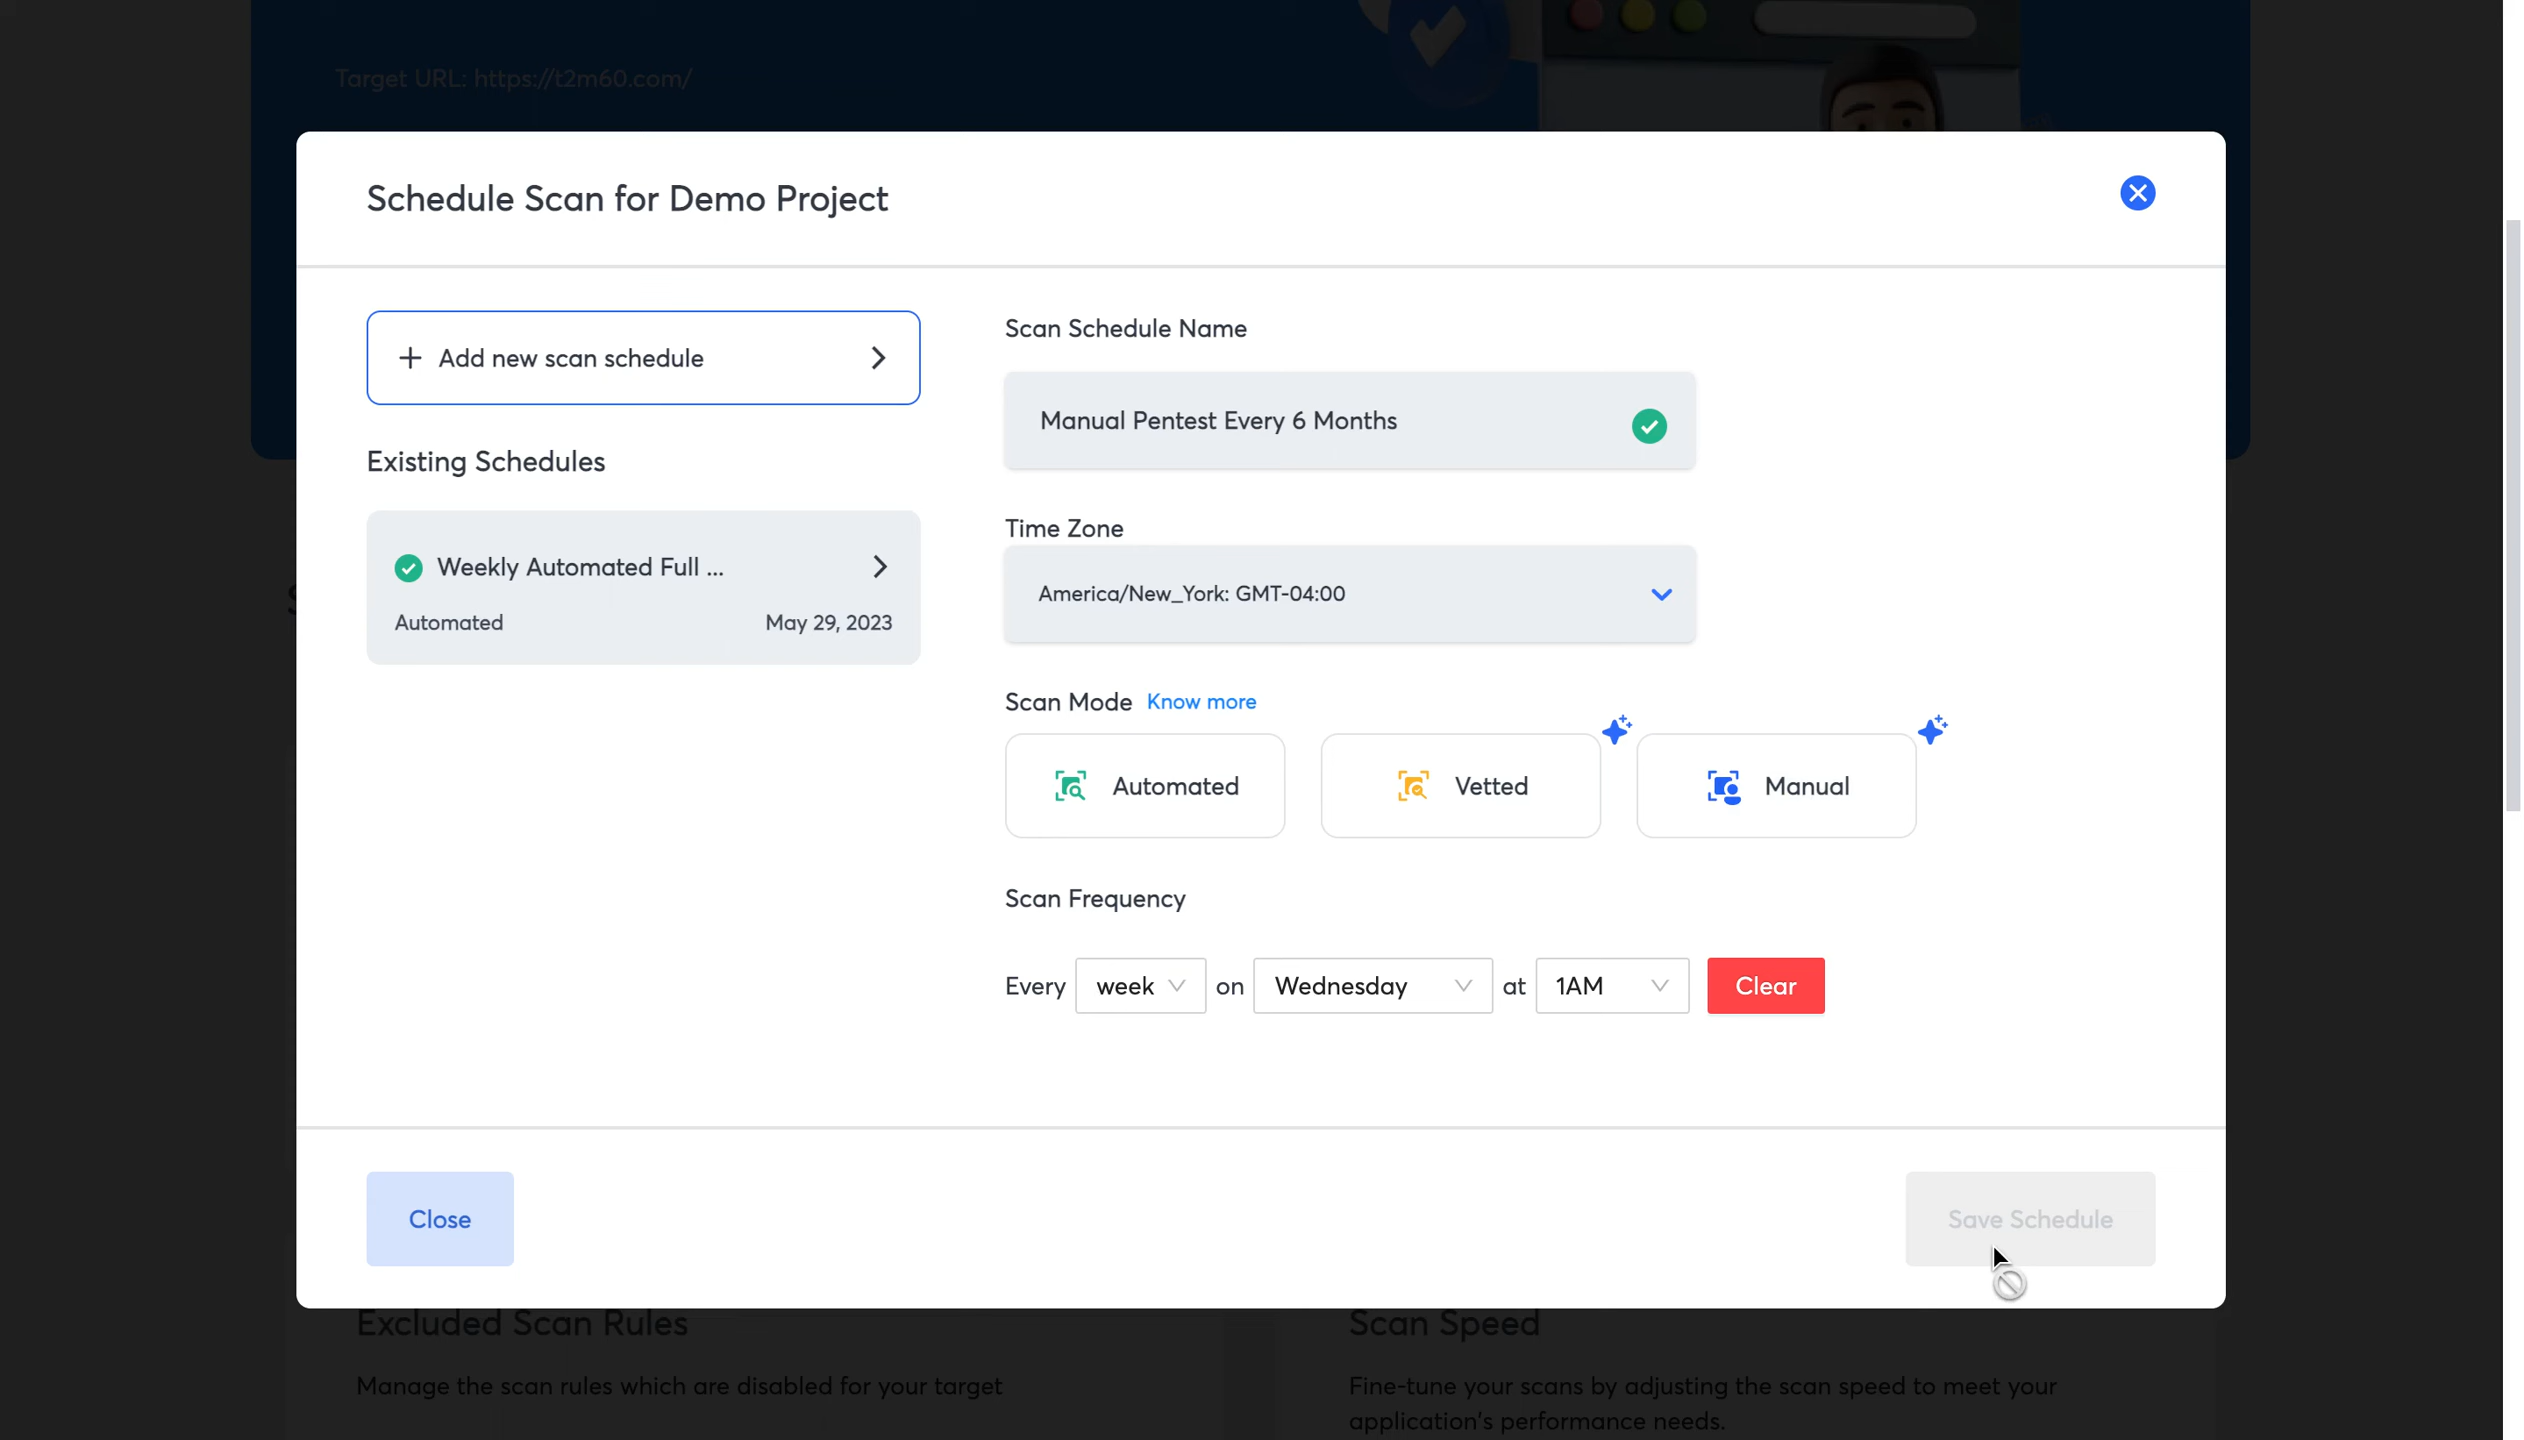 Target URL: https://t2m60.com/
Schedule Scan for Demo Project
Add new scan schedule
Existing Schedules
Weekly Automated Full ...
Automated
May 29, 2023
Scan Schedule Name
Manual Pentest Every 6 Months
Time Zone
America/New_York: GMT-04:00
Scan Mode Know more
Automated
Vetted
Manual
Scan Frequency
Every week on Wednesday at 1AM Clear
Close
Save Schedule
Excluded Scan Rules
Manage the scan rules which are disabled for your target
Scan Speed
Fine-tune your scans by adjusting the scan speed to meet your
application's performance needs.